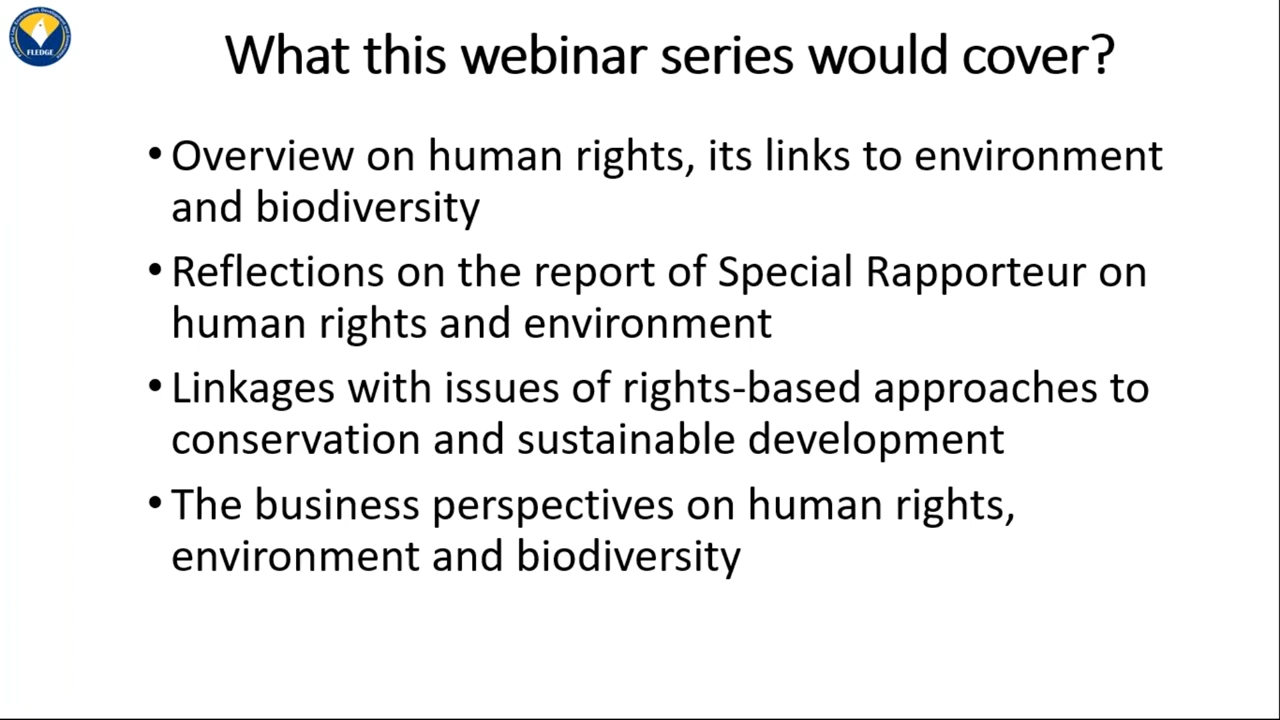 FLEDGE
What this webinar series would cover?
• Overview on human rights, its links to environment
and biodiversity
• Reflections on the report of Special Rapporteur on
human rights and environment
• Linkages with issues of rights-based approaches to
conservation and sustainable development
• The business perspectives on human rights,
environment and biodiversity